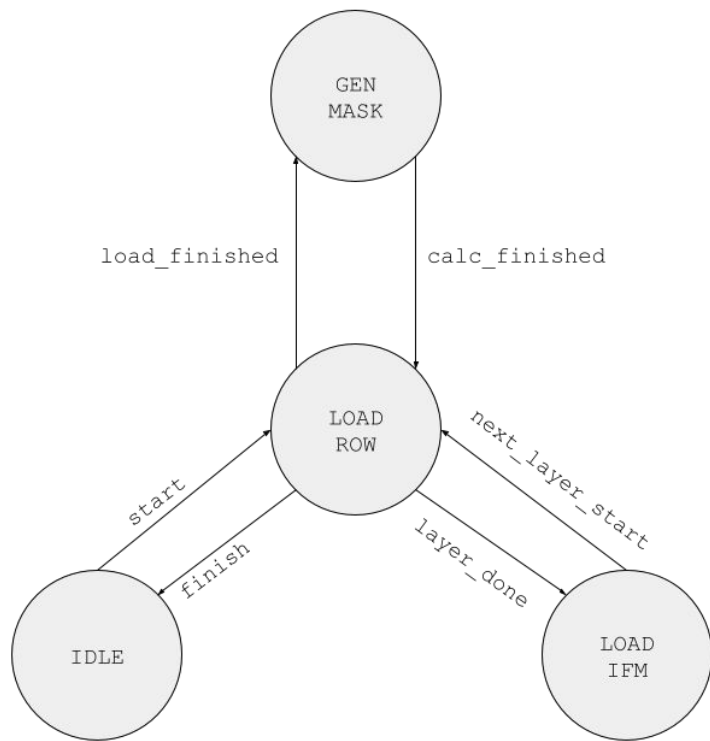 GEN
MASK
load_finished
calc_finished
LOAD
ROW
start
finish
next_layer_start
layer_done
IDLE
LOAD
IFM